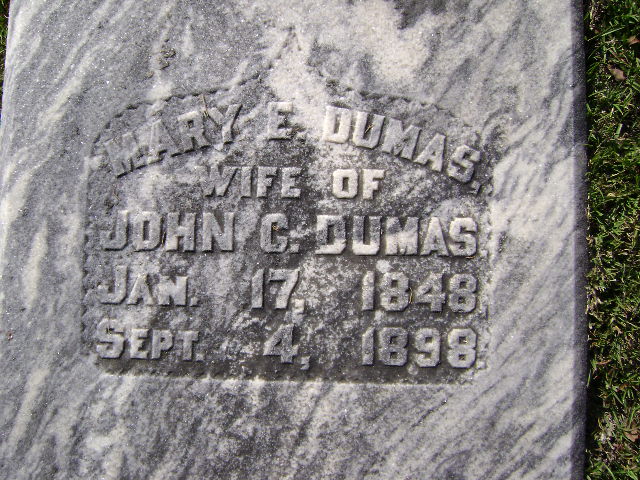 MARY E. DUMAS,
WIFE OF
JOHN C. DUMAS.
JAN. 17, 1848,
SEPT. 4, 1898.